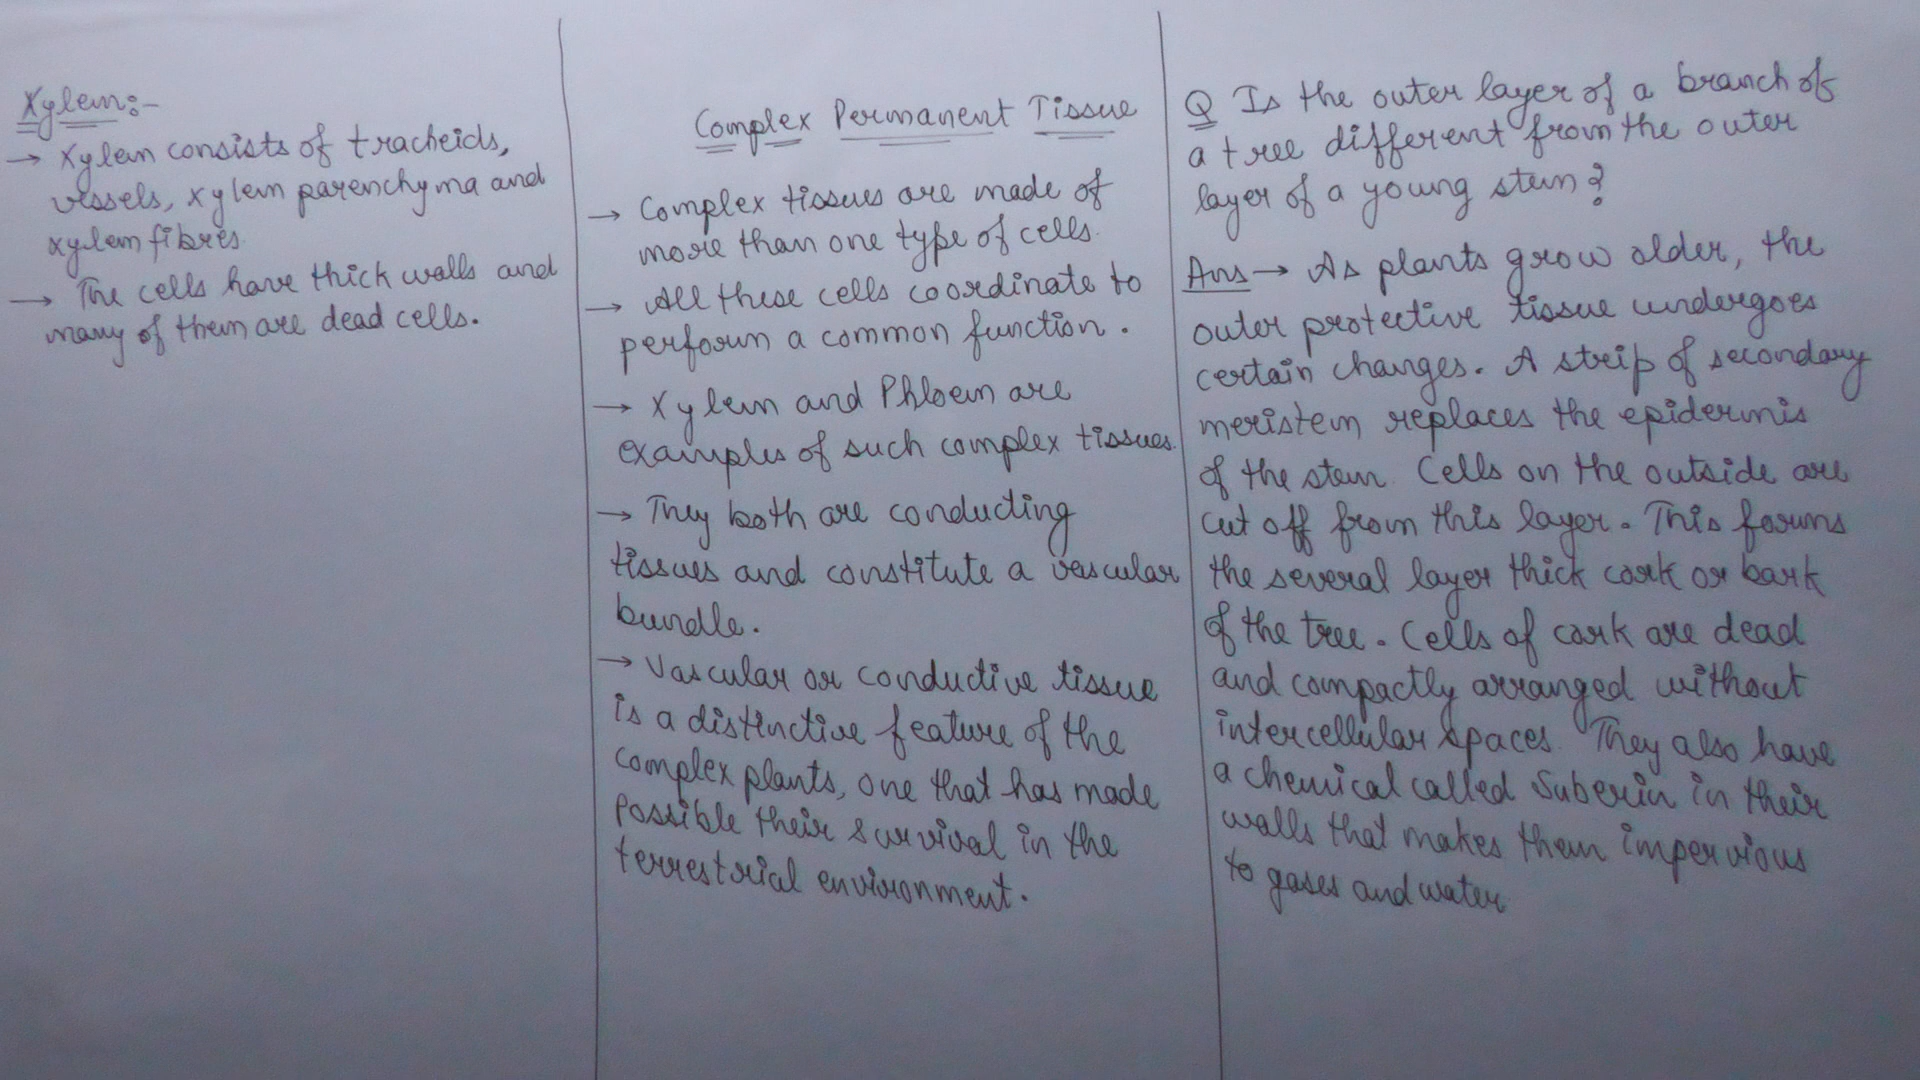 Xylem:-
→ Xylem consists of tracheids,
vessels, xylem parenchyma and
xylem fibres.
→ The cells have thick walls and
many of them are dead cells.
Complex Permanent Tissue
→ Complex tissues are made of
more than one type of cells.
→ All these cells coordinate to
perform a common function.
→ Xylem and Phloem are
examples of such complex tissues.
→ They both are conducting
tissues and constitute a vascular
bundle.
→ Vascular or conductive tissue
is a distinctive feature of the
complex plants, one that has made
possible their survival in the
terrestrial environment.
Q Is the outer layer of a branch of
a tree different from the outer
layer of a young stem?
Ans → As plants grow older, the
outer protective tissue undergoes
certain changes. A strip of secondary
meristem replaces the epidermis
of the stem. Cells on the outside are
cut off from this layer. This forms
the several layer thick cork or bark
of the tree. Cells of cork are dead
and compactly arranged without
intercellular spaces. They also have
a chemical called Suberin in their
walls that makes them impervious
to gases and water